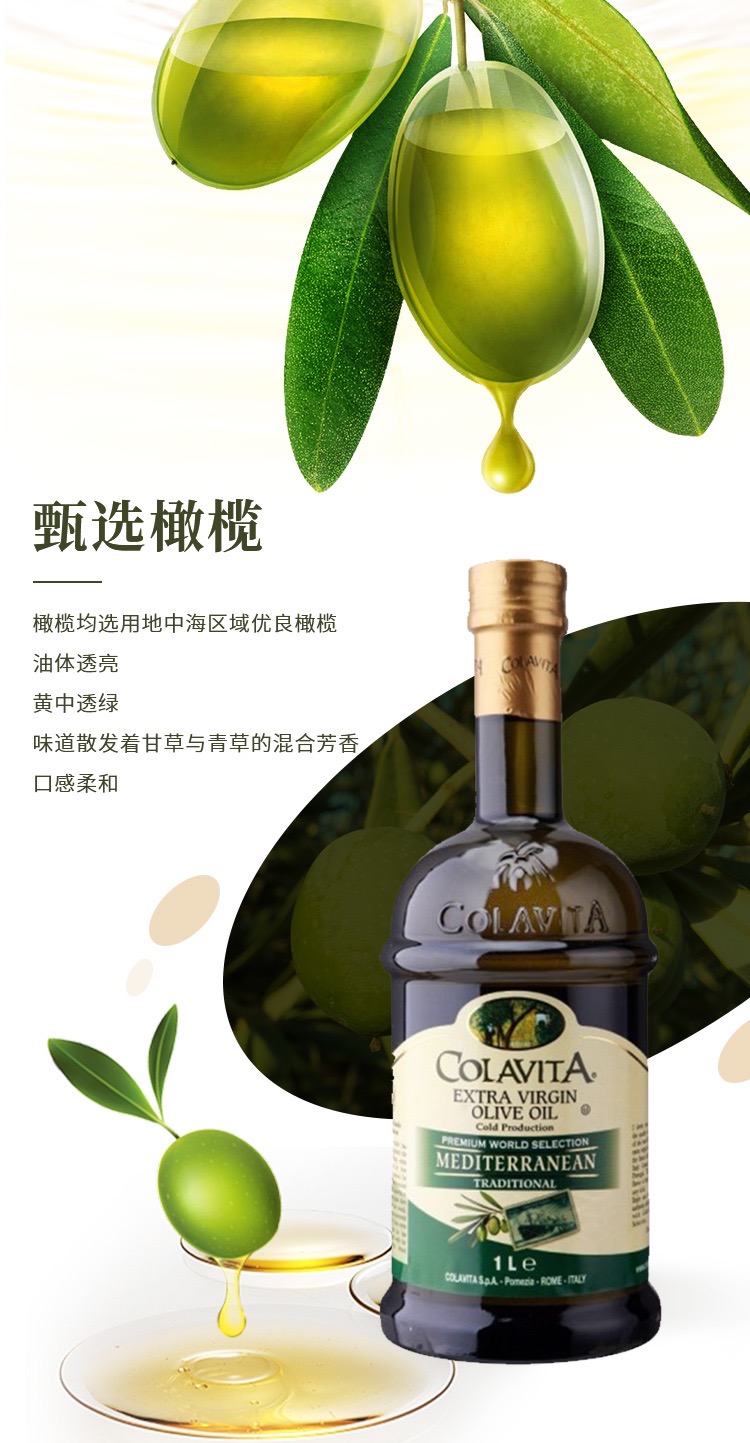 甄选橄榄
橄榄均选用地中海区域优良橄榄
油体透亮
黄中透绿
味道散发着甘草与青草的混合芳香
口感柔和
COLAVITA
COLAVITA
COLAVITA
EXTRA VIRGIN
OLIVE OIL
Cold Production
PREMIUM WORLD SELECTION
MEDITERRANEAN
TRADITIONAL
1 L e
COLAVITA S.p.A. - Pomezia - ROME - ITALY